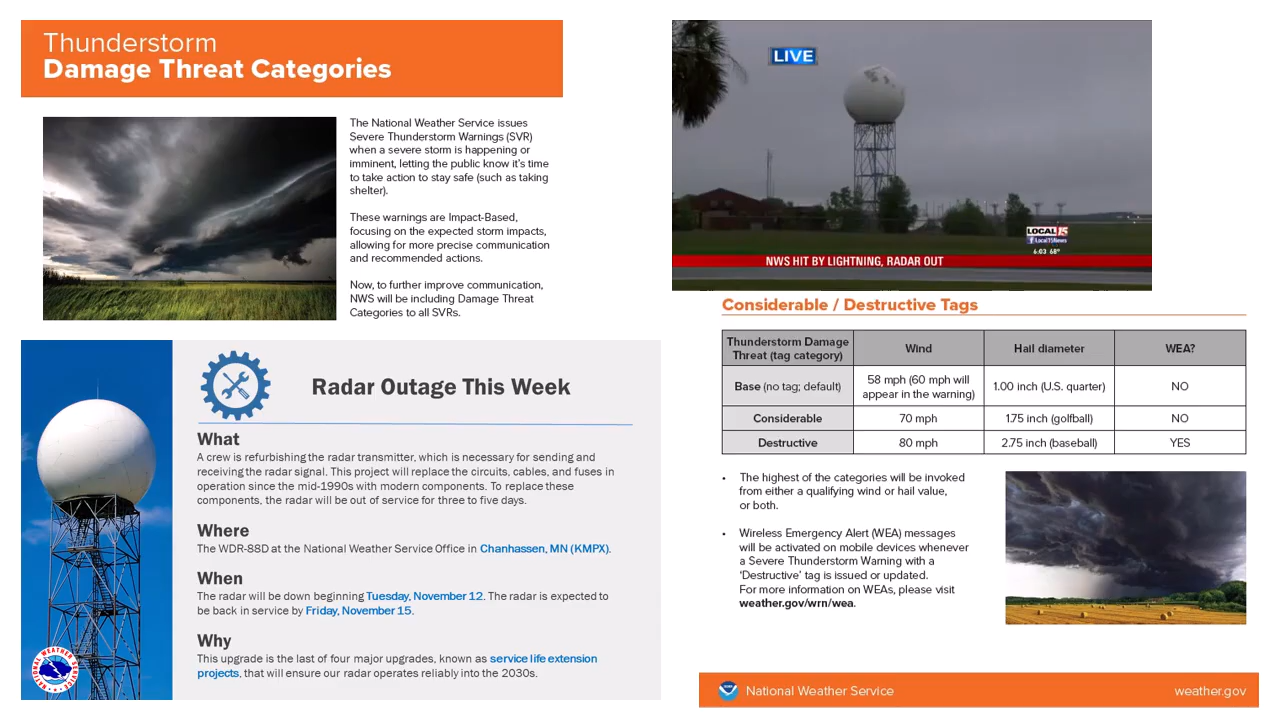 Thunderstorm
Damage Threat Categories
The National Weather Service issues
Severe Thunderstorm Warnings (SVR)
when a severe storm is happening or
imminent, letting the public know it's time
to take action to stay safe (such as taking
shelter).
These warnings are Impact-Based,
focusing on the expected storm impacts,
allowing for more precise communication
and recommended actions.
Now, to further improve communication,
NWS will be including Damage Threat
Categories to all SVRs.
LIVE
LOCAL 15
f/Local15News
6:03 68°
NWS HIT BY LIGHTNING, RADAR OUT
Radar Outage This Week
What
A crew is refurbishing the radar transmitter, which is necessary for sending and
receiving the radar signal. This project will replace the circuits, cables, and fuses in
operation since the mid-1990s with modern components. To replace these
components, the radar will be out of service for three to five days.
Where
The WDR-88D at the National Weather Service Office in Chanhassen, MN (KMPX).
When
The radar will be down beginning Tuesday, November 12. The radar is expected to
be back in service by Friday, November 15.
Why
This upgrade is the last of four major upgrades, known as service life extension
projects, that will ensure our radar operates reliably into the 2030s.
NATIONAL WEATHER SERVICE
Considerable / Destructive Tags
Thunderstorm Damage
Threat (tag category)
Wind
Hail diameter
WEA?
Base (no tag; default)
58 mph (60 mph will
appear in the warning)
1.00 inch (U.S. quarter)
NO
Considerable
70 mph
1.75 inch (golfball)
NO
Destructive
80 mph
2.75 inch (baseball)
YES
• The highest of the categories will be invoked
from either a qualifying wind or hail value,
or both.
• Wireless Emergency Alert (WEA) messages
will be activated on mobile devices whenever
a Severe Thunderstorm Warning with a
'Destructive' tag is issued or updated.
For more information on WEAs, please visit
weather.gov/wrn/wea.
National Weather Service
weather.gov